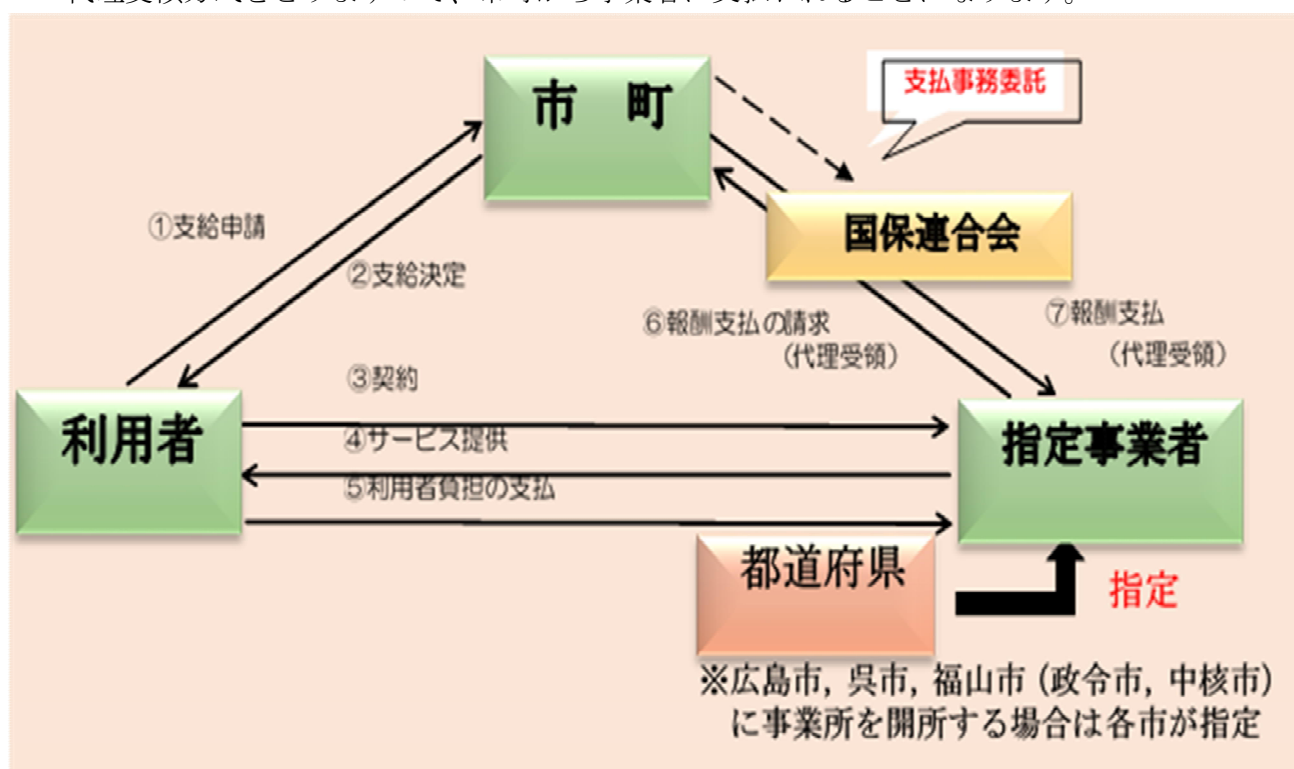 市　町
支払事務委託
国保連合会
①支給申請
②支給決定
⑥報酬支払の請求
（代理受領）
⑦報酬支払
（代理受領）
③契約
利用者
④サービス提供
指定事業者
⑤利用者負担の支払
都道府県
指定
※広島市, 呉市, 福山市（政令市, 中核市）
に事業所を開所する場合は各市が指定